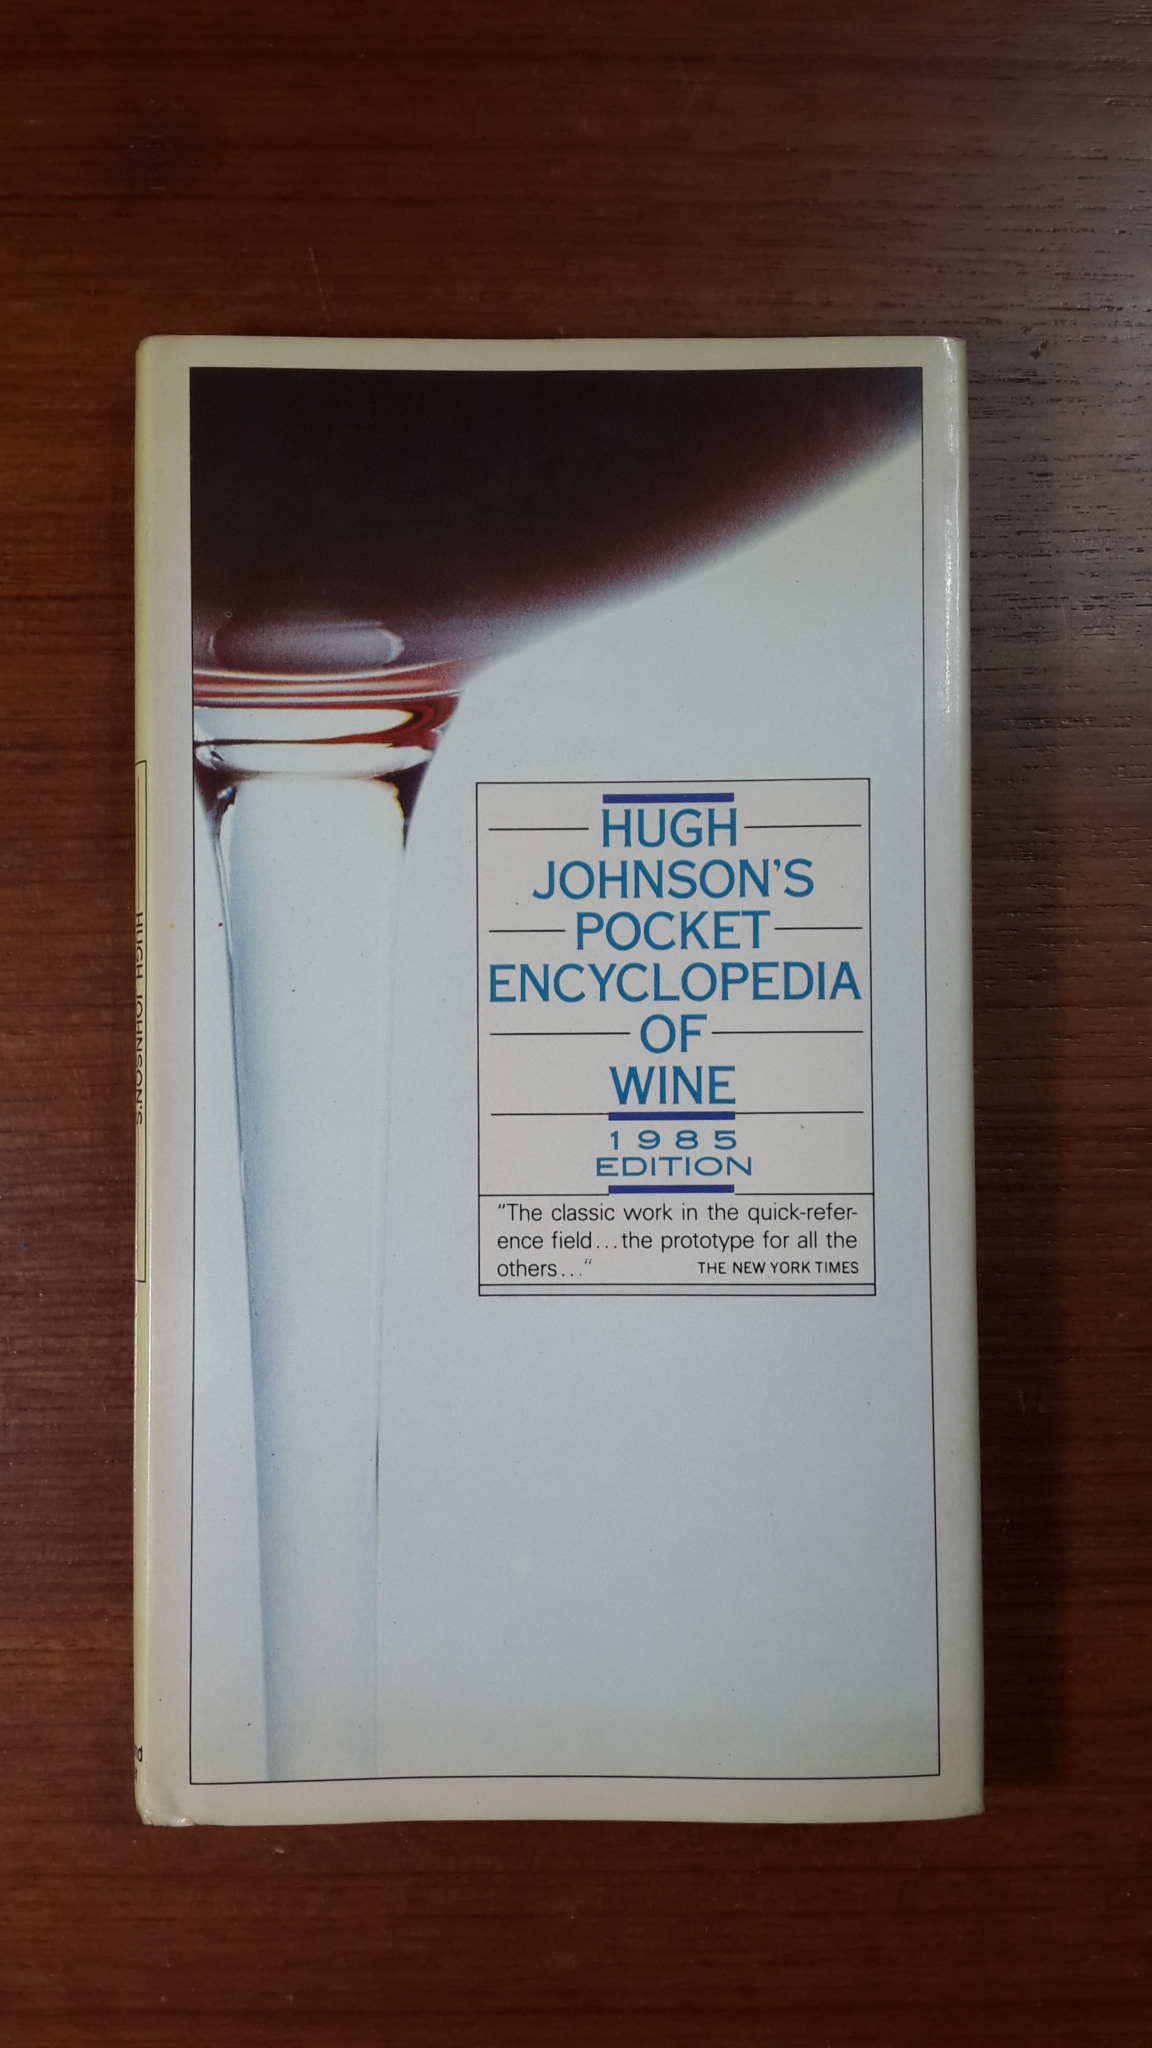 HUGH
JOHNSON'S
POCKET
ENCYCLOPEDIA
OF
WINE
1985
EDITION
"The classic work in the quick-refer-
ence field...the prototype for all the
others..." THE NEW YORK TIMES
HUGH JOHNSON'S